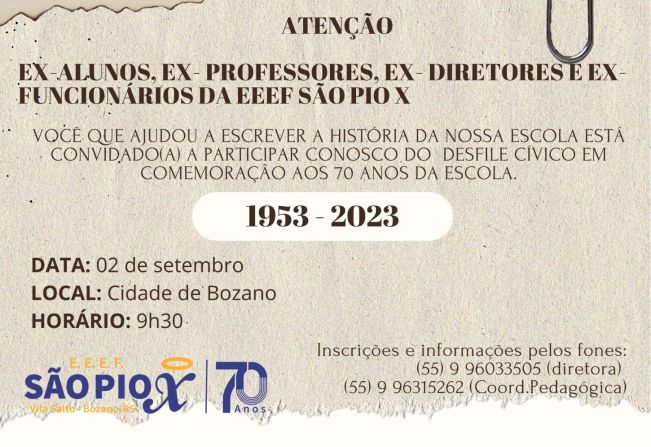 ATENÇÃO
EX-ALUNOS, EX- PROFESSORES, EX- DIRETORES E EX-
FUNCIONÁRIOS DA EEEF SÃO PIO X
VOCÊ QUE AJUDOU A ESCREVER A HISTÓRIA DA NOSSA ESCOLA ESTÁ
CONVIDADO(A) A PARTICIPAR CONOSCO DO DESFILE CÍVICO EM
COMEMORAÇÃO AOS 70 ANOS DA ESCOLA.
1953 - 2023
DATA: 02 de setembro
LOCAL: Cidade de Bozano
HORÁRIO: 9h30
Inscrições e informações pelos fones:
(55) 9 96033505 (diretora)
(55) 9 96315262 (Coord.Pedagógica)
E. E. E. F.
SÃO PIO X
Vila Salto - Bozano/RS
70
Anos